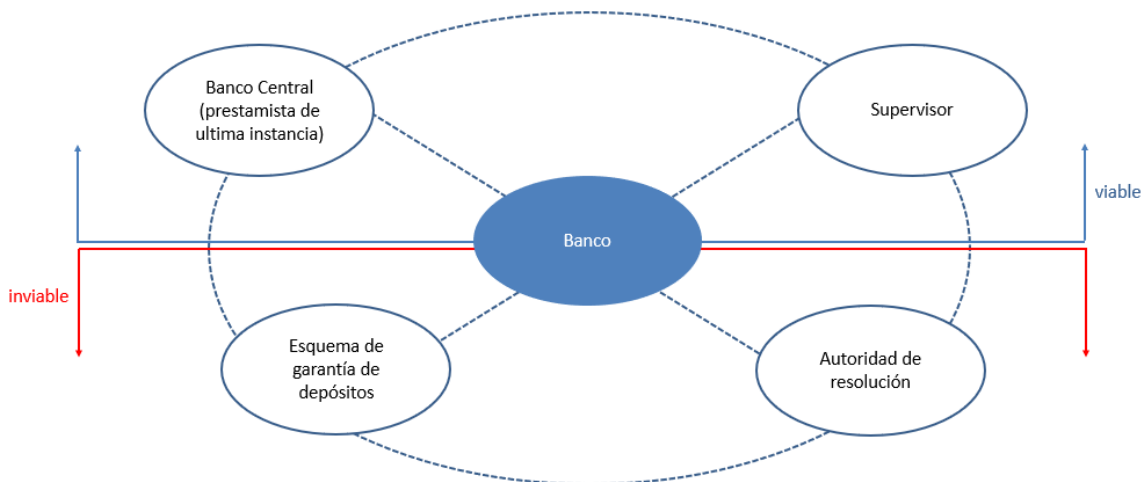 Banco Central
(prestamista de
ultima instancia)
Supervisor
viable
Banco
inviable
Esquema de
garantía de
depósitos
Autoridad de
resolución